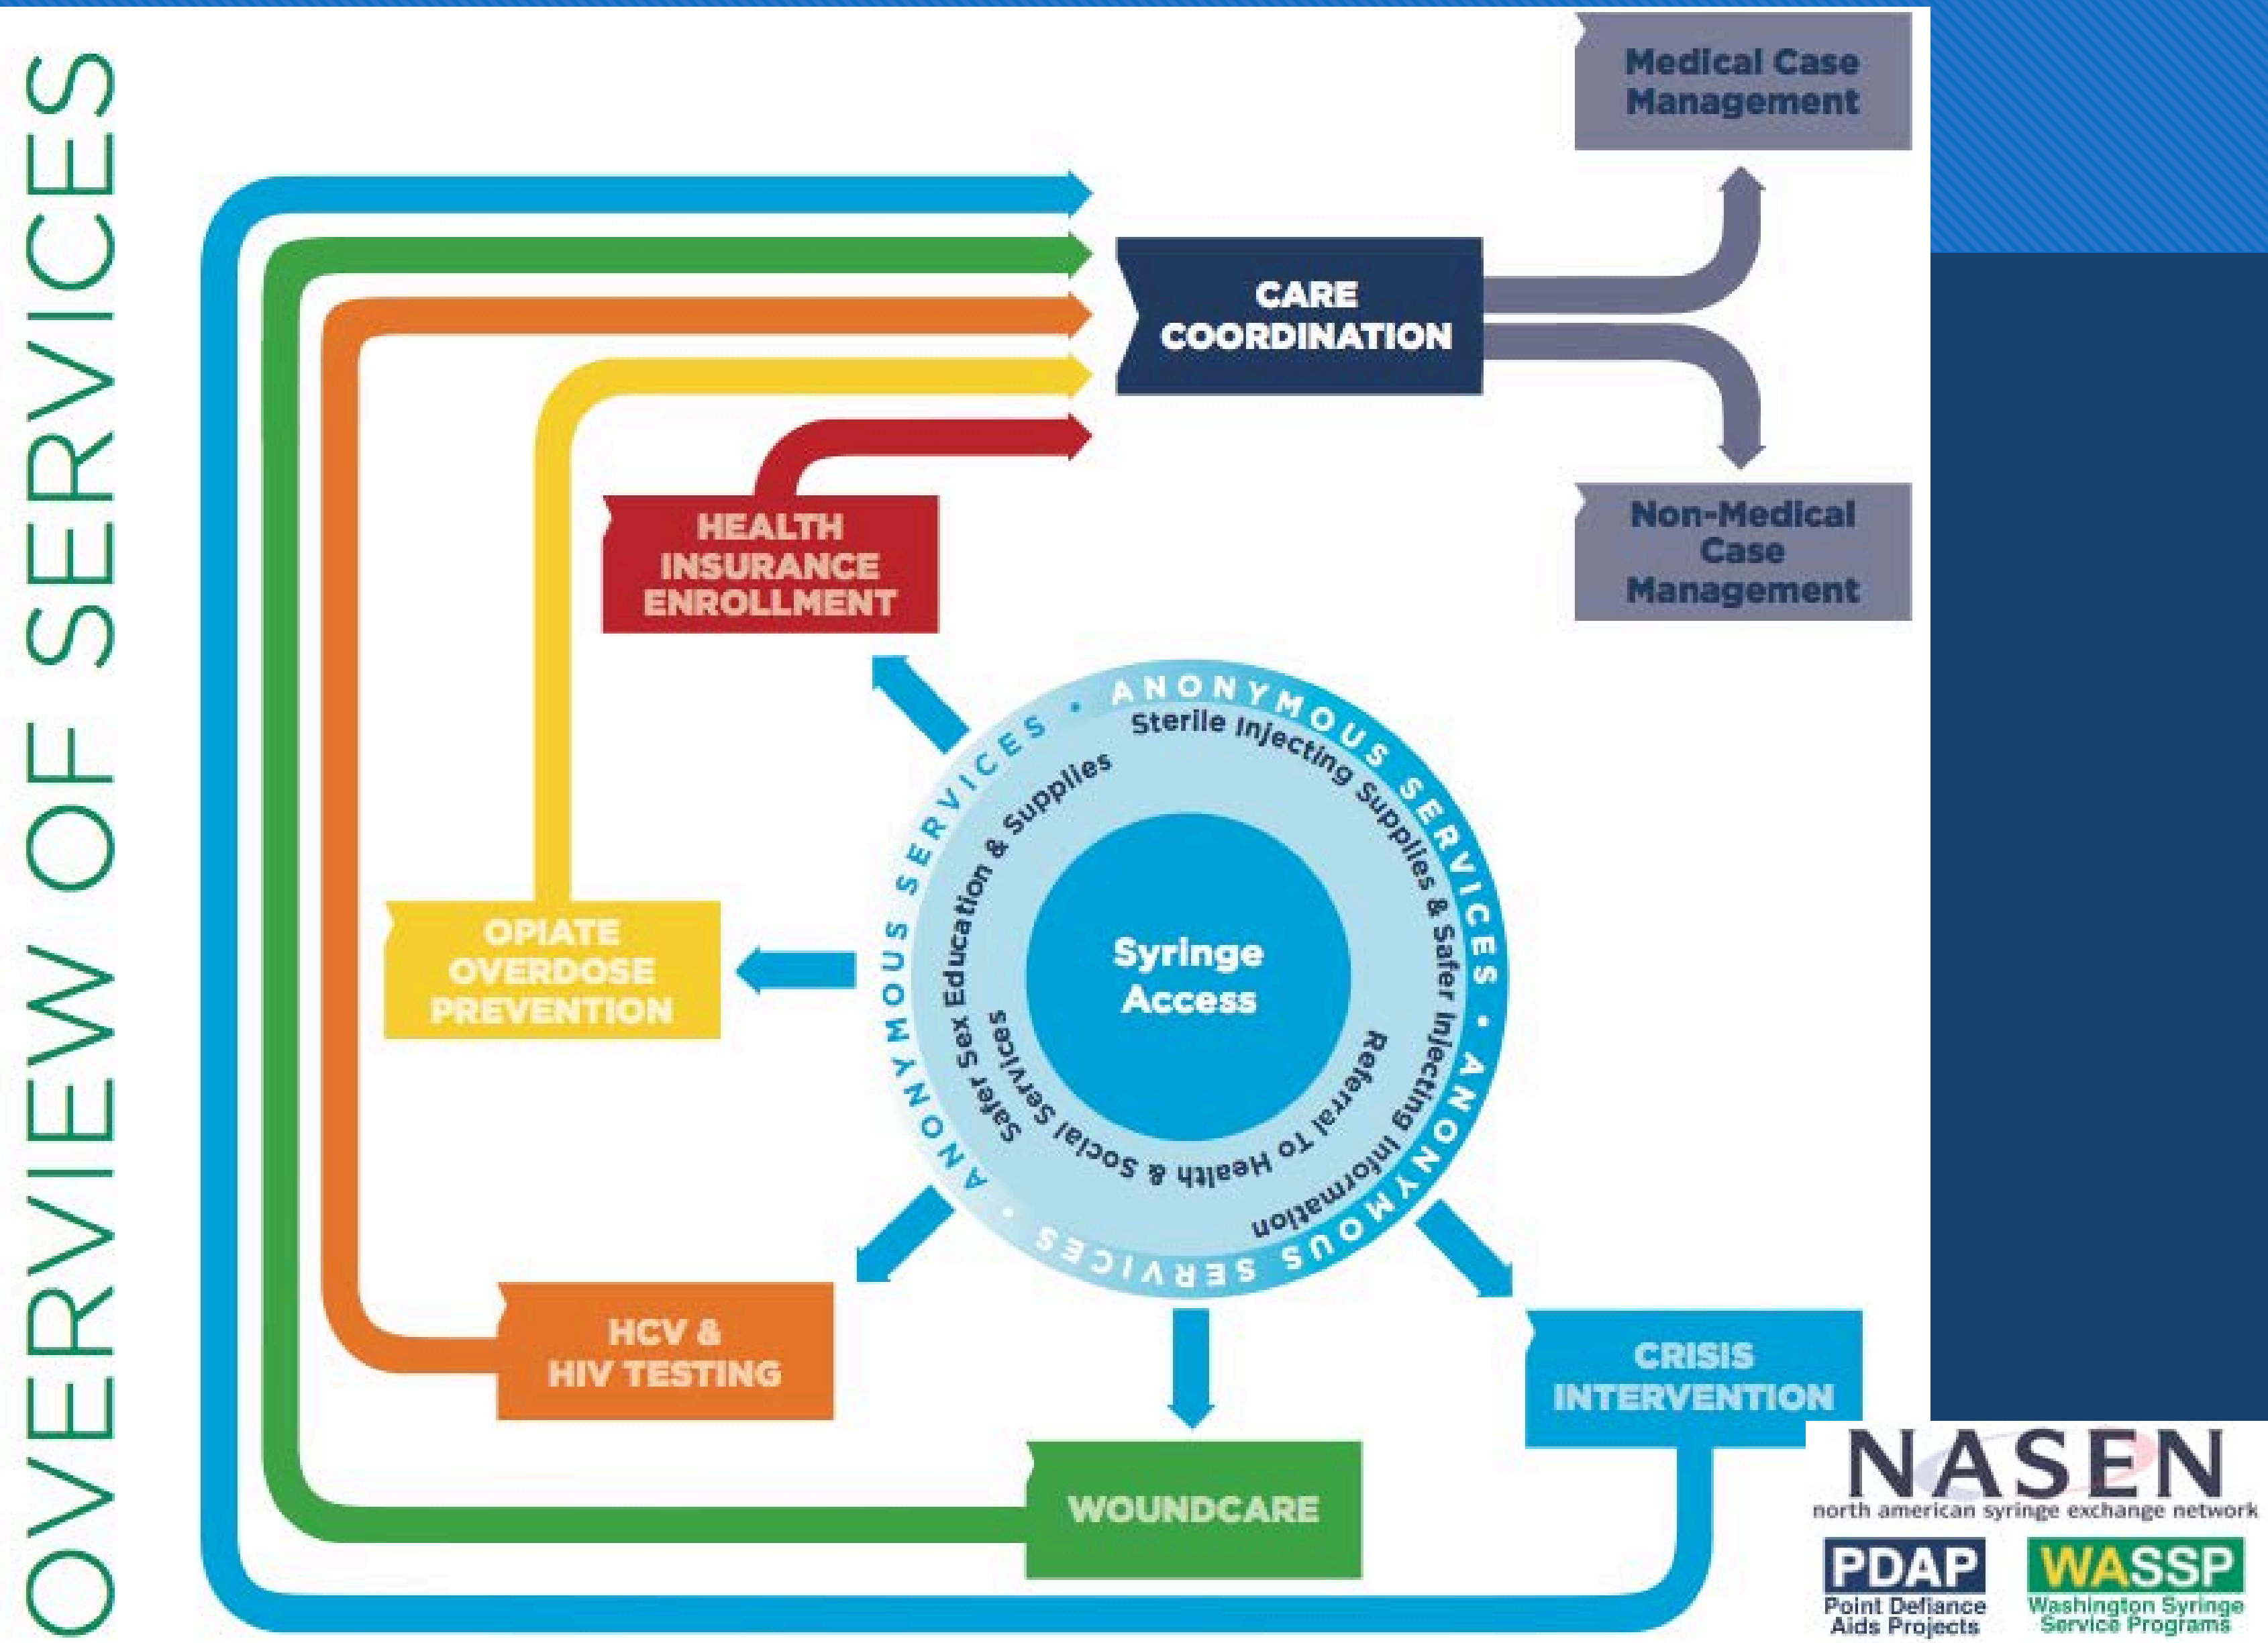 OVERVIEW OF SERVICES
Medical Case
Management
CARE
COORDINATION
Non-Medical
Case
Management
HEALTH
INSURANCE
ENROLLMENT
OPIATE
OVERDOSE
PREVENTION
HCV &
HIV TESTING
WOUNDCARE
CRISIS
INTERVENTION
ANONYMOUS SERVICES • ANONYMOUS SERVICES • ANONYMOUS SERVICES •
Sterile Injecting Supplies & Safer Injecting Information
Referral To Health & Social Services
Safer Sex Education & Supplies
Syringe
Access
NASEN
north american syringe exchange network
PDAP
Point Defiance
Aids Projects
WASSP
Washington Syringe
Service Programs